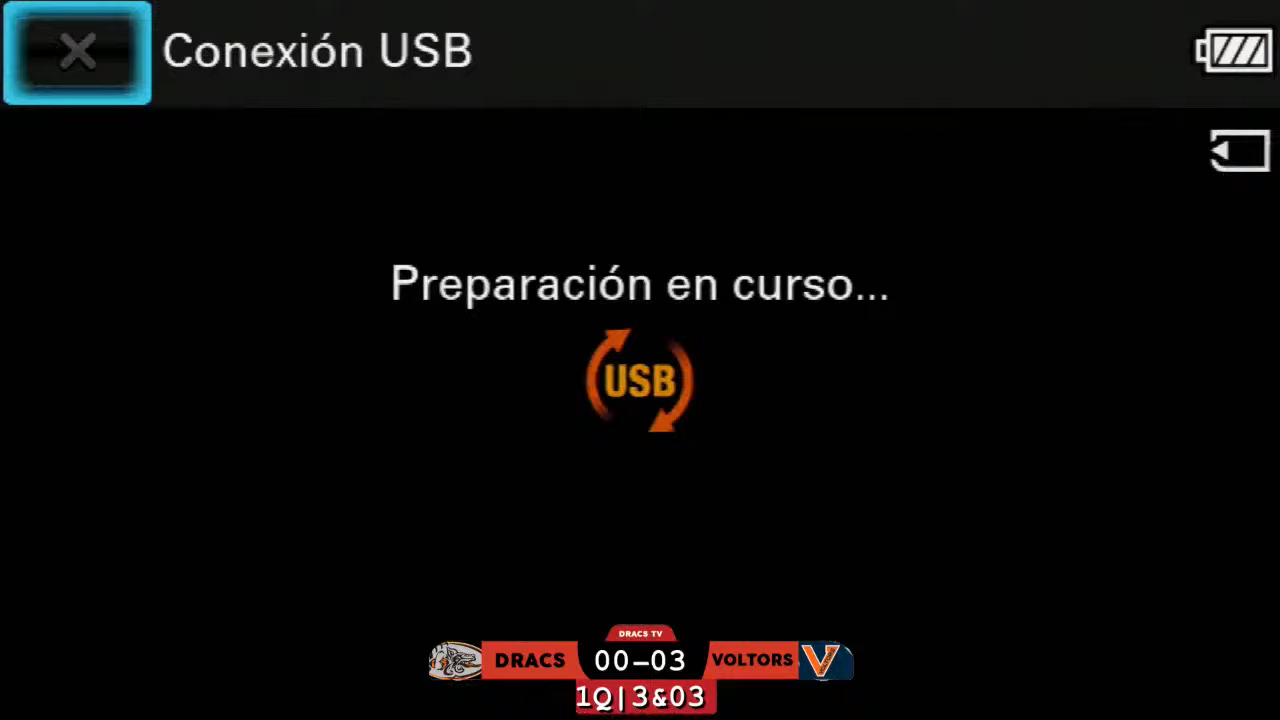 Conexión USB
Preparación en curso...
USB
DRACS TV
DRACS 00-03 VOLTORS
1Q|3&03